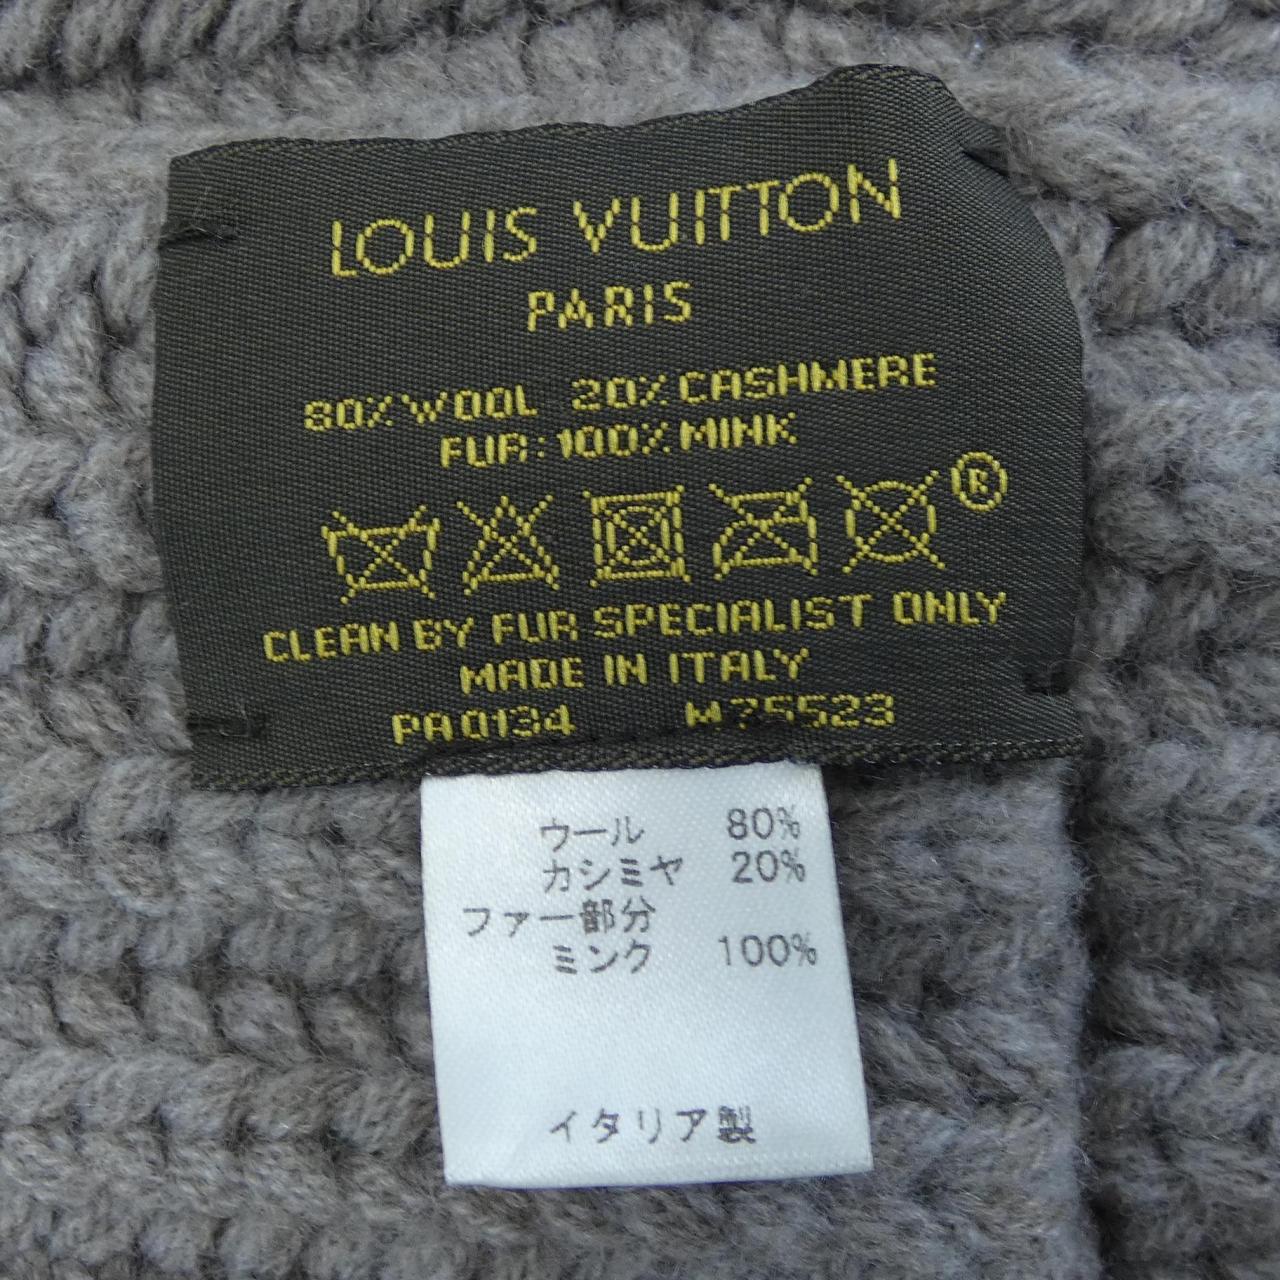 LOUIS VUITTON
PARIS
80% WOOL 20% CASHMERE
FUR: 100% MINK
®
CLEAN BY FUR SPECIALIST ONLY
MADE IN ITALY
PA0134 M75523
ウール 80%
カシミヤ 20%
ファー部分
ミンク 100%
イタリア製